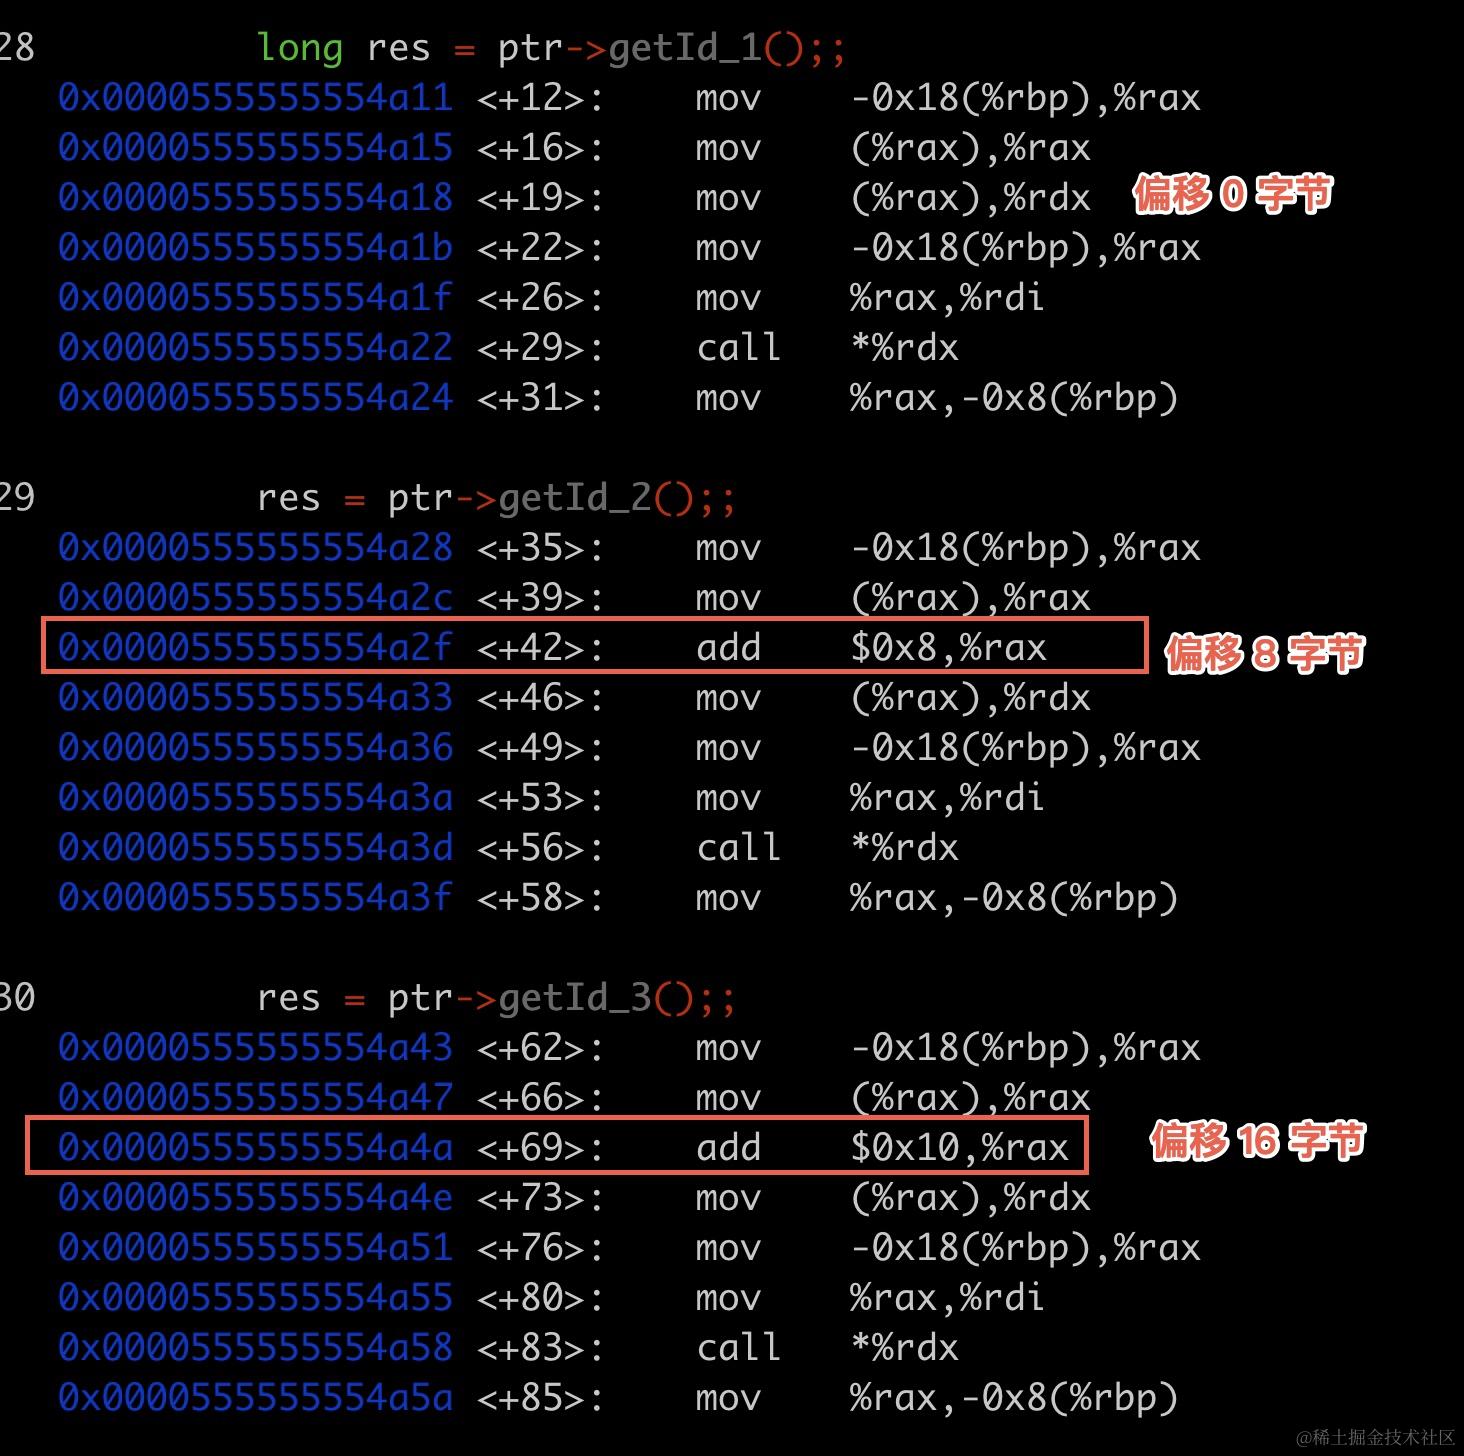 28 long res = ptr->getId_1();;
0x0000555555554a11 <+12>: mov -0x18(%rbp),%rax
0x0000555555554a15 <+16>: mov (%rax),%rax
0x0000555555554a18 <+19>: mov (%rax),%rdx 偏移 0 字节
0x0000555555554a1b <+22>: mov -0x18(%rbp),%rax
0x0000555555554a1f <+26>: mov %rax,%rdi
0x0000555555554a22 <+29>: call *%rdx
0x0000555555554a24 <+31>: mov %rax,-0x8(%rbp)
29 res = ptr->getId_2();;
0x0000555555554a28 <+35>: mov -0x18(%rbp),%rax
0x0000555555554a2c <+39>: mov (%rax),%rax
0x0000555555554a2f <+42>: add $0x8,%rax 偏移 8 字节
0x0000555555554a33 <+46>: mov (%rax),%rdx
0x0000555555554a36 <+49>: mov -0x18(%rbp),%rax
0x0000555555554a3a <+53>: mov %rax,%rdi
0x0000555555554a3d <+56>: call *%rdx
0x0000555555554a3f <+58>: mov %rax,-0x8(%rbp)
30 res = ptr->getId_3();;
0x0000555555554a43 <+62>: mov -0x18(%rbp),%rax
0x0000555555554a47 <+66>: mov (%rax),%rax
0x0000555555554a4a <+69>: add $0x10,%rax 偏移 16 字节
0x0000555555554a4e <+73>: mov (%rax),%rdx
0x0000555555554a51 <+76>: mov -0x18(%rbp),%rax
0x0000555555554a55 <+80>: mov %rax,%rdi
0x0000555555554a58 <+83>: call *%rdx
0x0000555555554a5a <+85>: mov %rax,-0x8(%rbp)
@稀土掘金技术社区